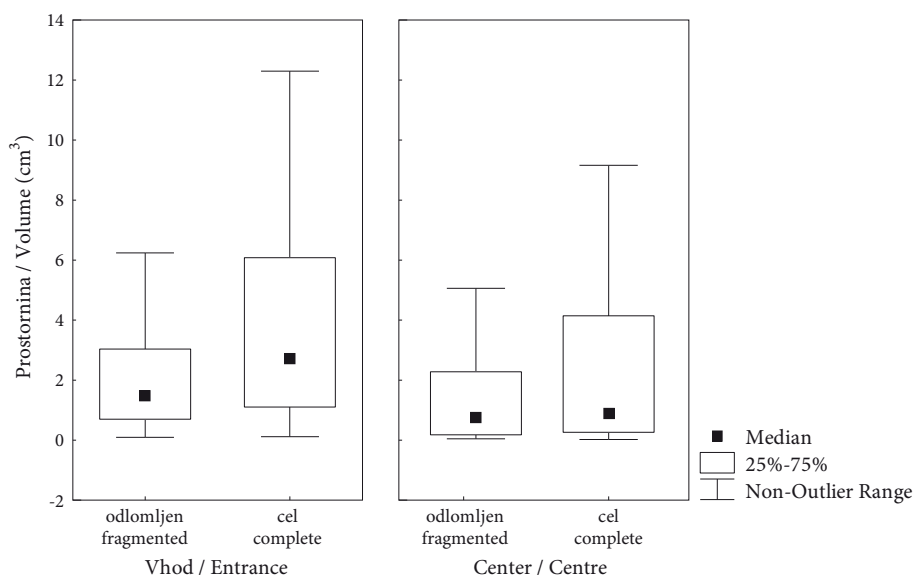 Prostornina / Volume (cm³)
14
12
10
8
6
4
2
0
-2
odlomljen
fragmented
cel
complete
Vhod / Entrance
odlomljen
fragmented
cel
complete
Center / Centre
Median
25%-75%
Non-Outlier Range